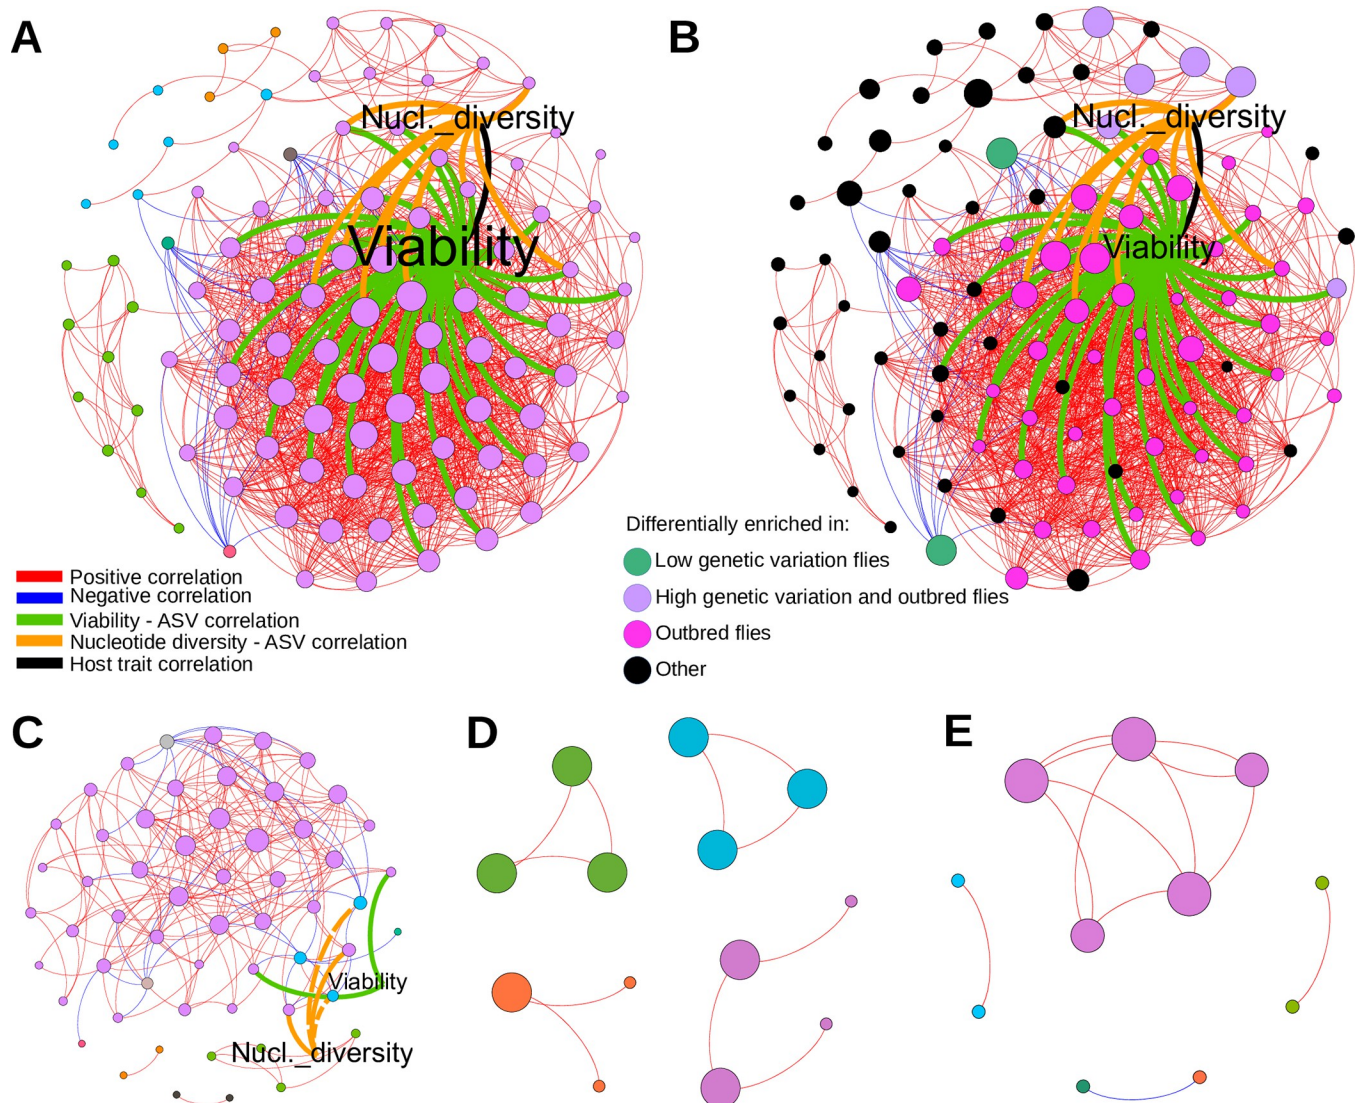 A
B
Nucl._diversity
Nucl._diversity
Viability
Viability
Positive correlation
Negative correlation
Viability - ASV correlation
Nucleotide diversity - ASV correlation
Host trait correlation
Differentially enriched in:
Low genetic variation flies
High genetic variation and outbred flies
Outbred flies
Other
C
D
E
Viability
Nucl._diversity